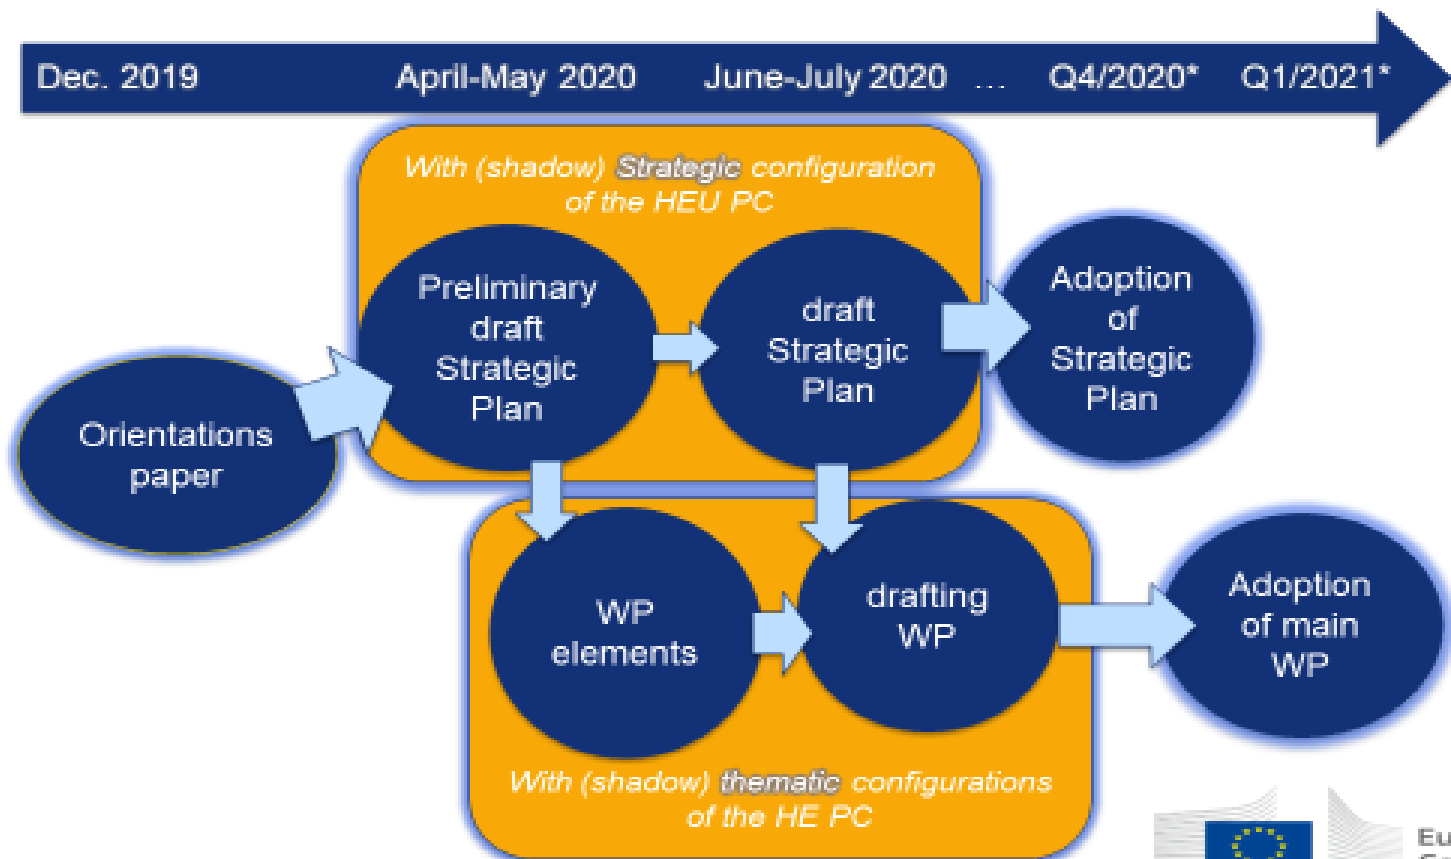 Dec. 2019 April-May 2020 June-July 2020 ... Q4/2020* Q1/2021*
With (shadow) Strategic configuration
of the HEU PC
Preliminary
draft
Strategic
Plan
draft
Strategic
Plan
Adoption
of
Strategic
Plan
Orientations
paper
WP
elements
drafting
WP
Adoption
of main
WP
With (shadow) thematic configurations
of the HE PC